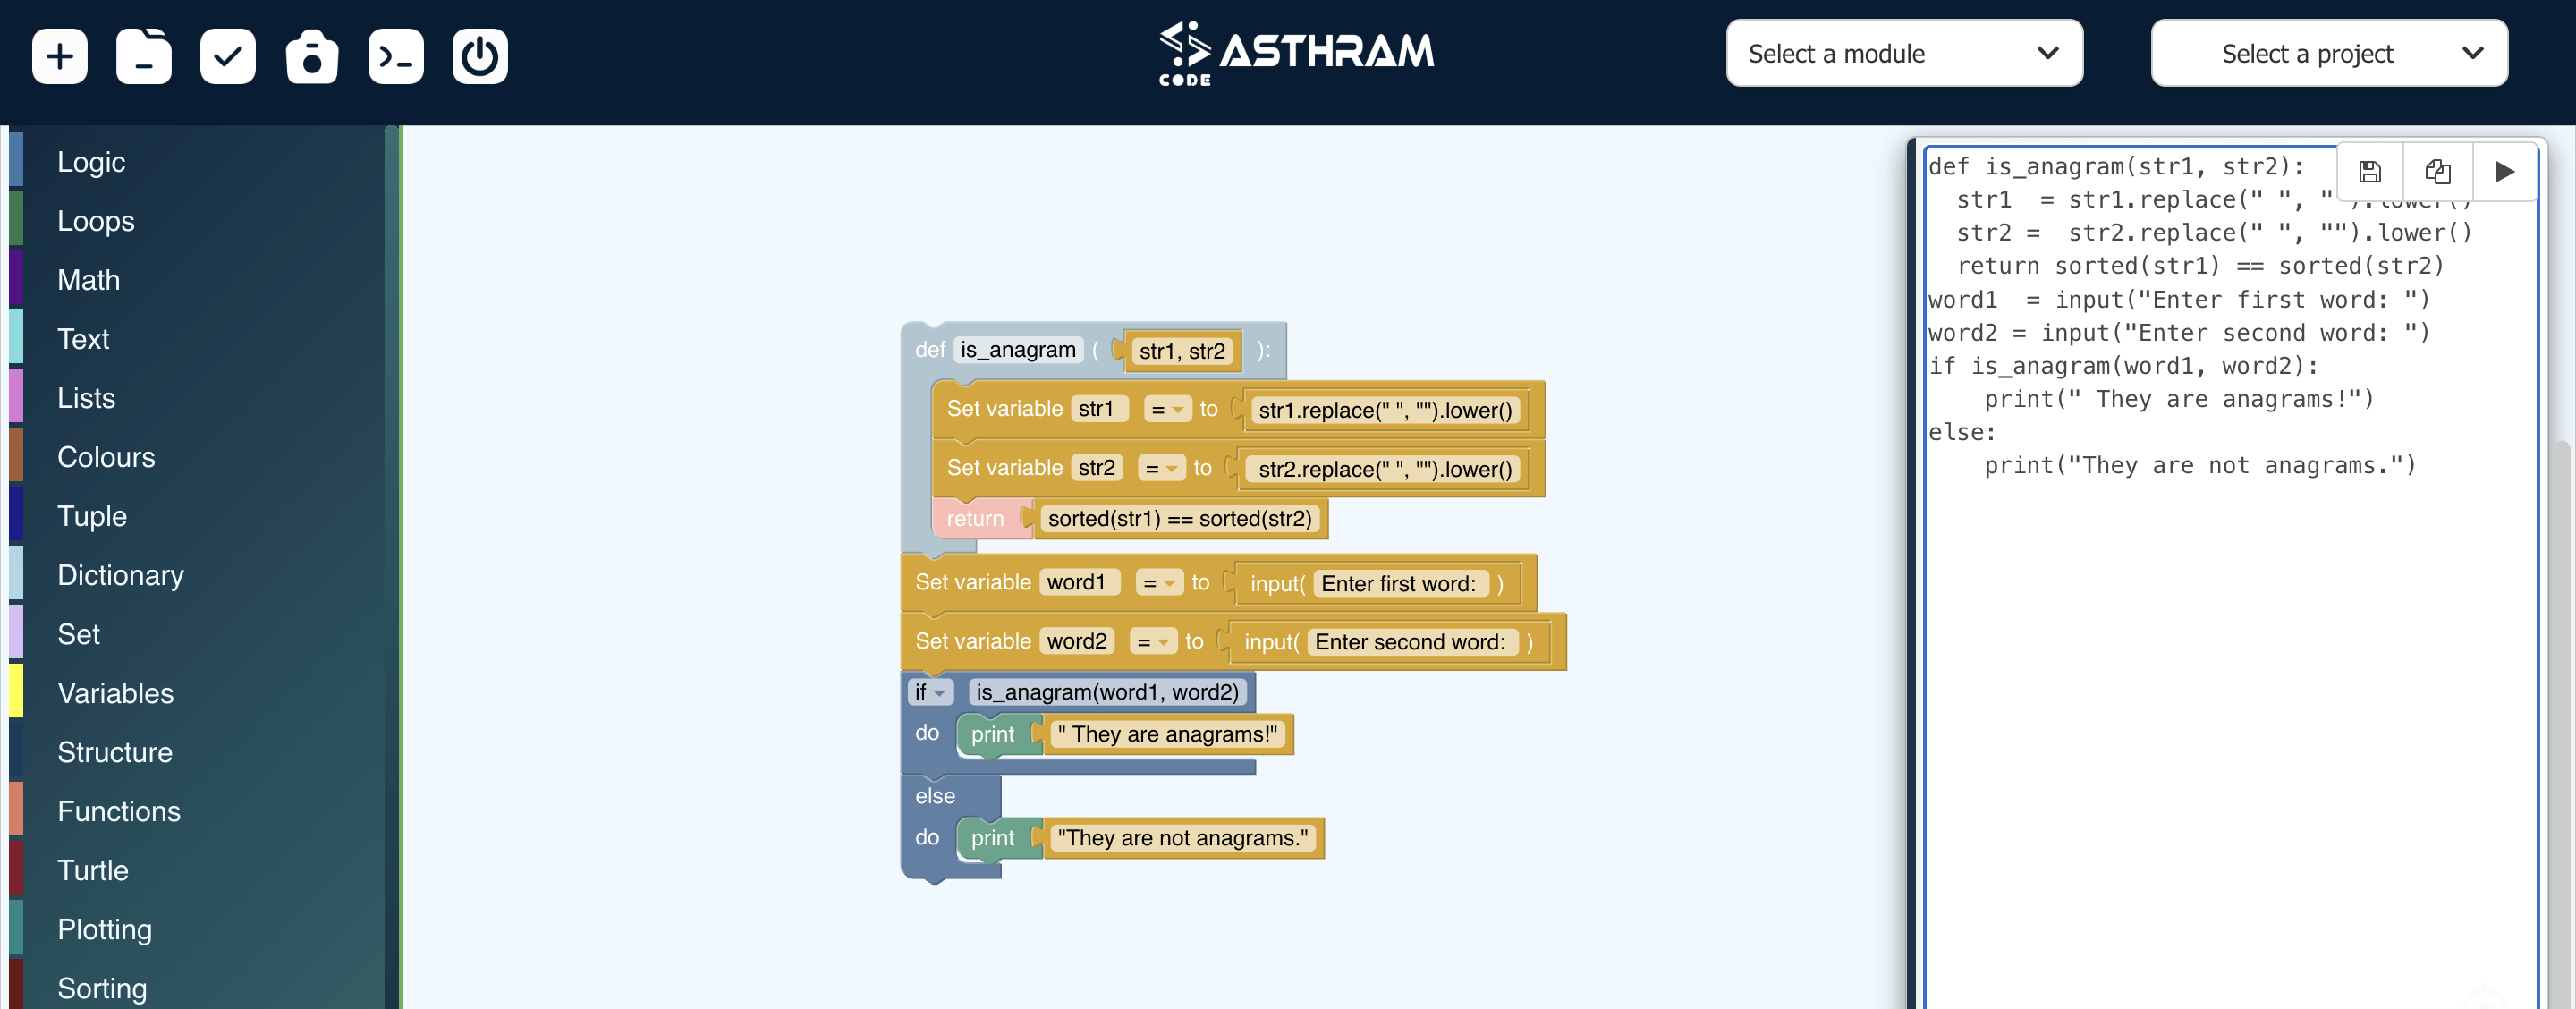 CODE ASTHRAM
Select a module
Select a project
Logic
Loops
Math
Text
Lists
Colours
Tuple
Dictionary
Set
Variables
Structure
Functions
Turtle
Plotting
Sorting
def is_anagram ( str1, str2 ):
Set variable str1 = to str1.replace(" ", "").lower()
Set variable str2 = to str2.replace(" ", "").lower()
return sorted(str1) == sorted(str2)
Set variable word1 = to input( Enter first word: )
Set variable word2 = to input( Enter second word: )
if is_anagram(word1, word2)
do print " They are anagrams!"
else
do print "They are not anagrams."
def is_anagram(str1, str2):
  str1  = str1.replace(" ", "").lower()
  str2 =  str2.replace(" ", "").lower()
  return sorted(str1) == sorted(str2)
word1  = input("Enter first word: ")
word2 = input("Enter second word: ")
if is_anagram(word1, word2):
    print(" They are anagrams!")
else:
    print("They are not anagrams.")